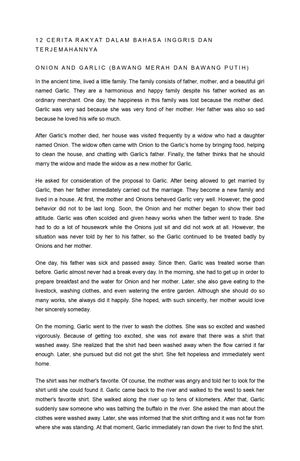 12 CERITA RAKYAT DALAM BAHASA INGGRIS DAN
TERJEMAHANNYA
ONION AND GARLIC (BAWANG MERAH DAN BAWANG PUTIH)
In the ancient time, lived a little family. The family consists of father, mother, and a beautiful girl
named Garlic. They are a harmonious and happy family despite his father worked as an
ordinary merchant. One day, the happiness in this family was lost because the mother died.
Garlic was very sad because she was very fond of her mother. Her father was also so sad
because he loved his wife so much.
After Garlic's mother died, her house was visited frequently by a widow who had a daughter
named Onion. The widow often came with Onion to the Garlic's home by bringing food, helping
to clean the house, and chatting with Garlic's father. Finally, the father thinks that he should
marry the widow and made the widow as a new mother for Garlic.
He asked for consideration of the proposal to Garlic. After being allowed to get married by
Garlic, then her father immediately carried out the marriage. They become a new family and
lived in a house. At first, the mother and Onions behaved Garlic very well. However, the good
behavior did not to be last long. Soon, the Onion and her mother began to show their bad
attitude. Garlic was often scolded and given heavy works when the father went to trade. She
had to do a lot of housework while the Onions just sit and did not work at all. However, the
situation was never told by her to his father, so the Garlic continued to be treated badly by
Onions and her mother.
One day, his father was sick and passed away. Since then, Garlic was treated worse than
before. Garlic almost never had a break every day. In the morning, she had to get up in order to
prepare breakfast and the water for Onion and her mother. Later, she also gave eating to the
livestock, washing clothes, and even watering the entire garden. Although she should do so
many works, she always did it happily. She hoped, with such sincerity, her mother would love
her sincerely someday.
On the morning, Garlic went to the river to wash the clothes. She was so excited and washed
vigorously. Because of getting too excited, she was not aware that there was a shirt that
washed away. She realized that the shirt had been washed away when the flow carried it far
enough. Later, she pursued but did not get the shirt. She felt hopeless and immediately went
home.
The shirt was her mother's favorite. Of course, the mother was angry and told her to look for the
shirt until she could found it. Garlic came back to the river and walked to the west to seek her
mother's favorite shirt. She walked along the river up to tens of kilometers. After that, Garlic
suddenly saw someone who was bathing the buffalo in the river. She asked the man about the
clothes were washed away. Later, she was informed that the shirt drifting and it was not far from
where she was standing. At that moment, Garlic immediately ran down the river to find the shirt.